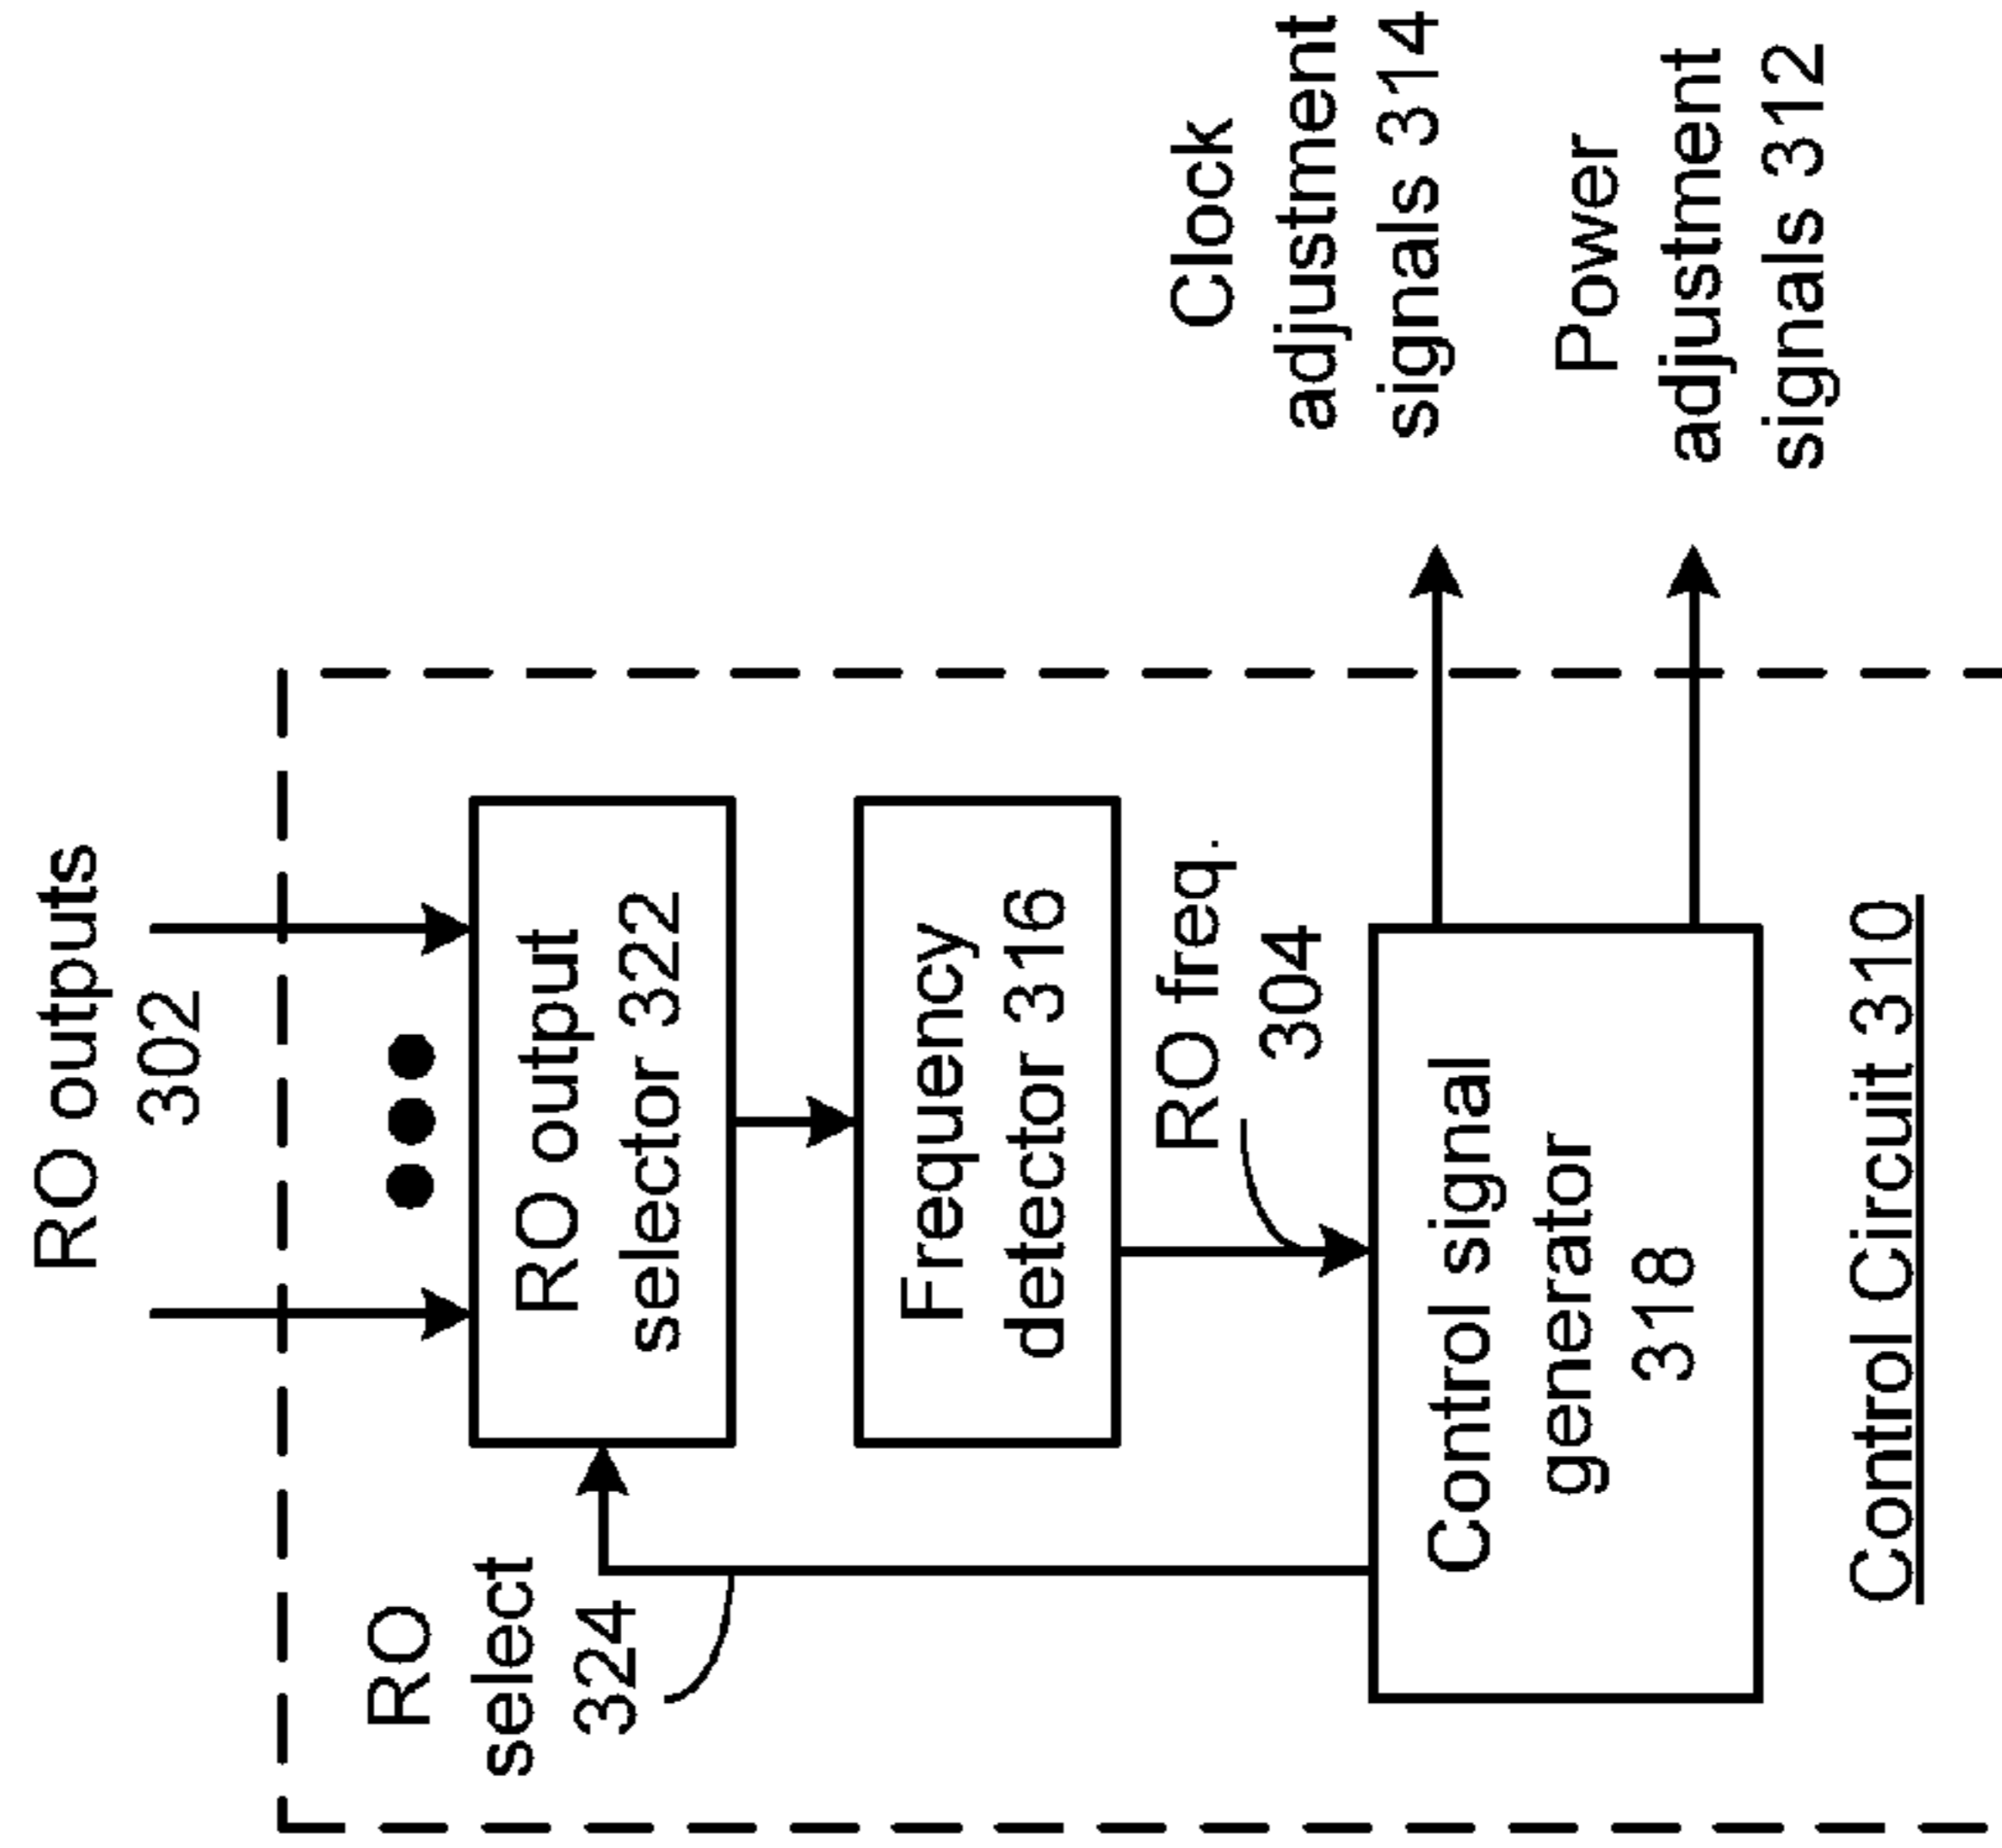 RO outputs
302
RO
select
324
RO output
selector 322
Frequency
detector 316
RO freq.
304
Control signal
generator
318
Clock
adjustment
signals 314
Power
adjustment
signals 312
Control Circuit 310